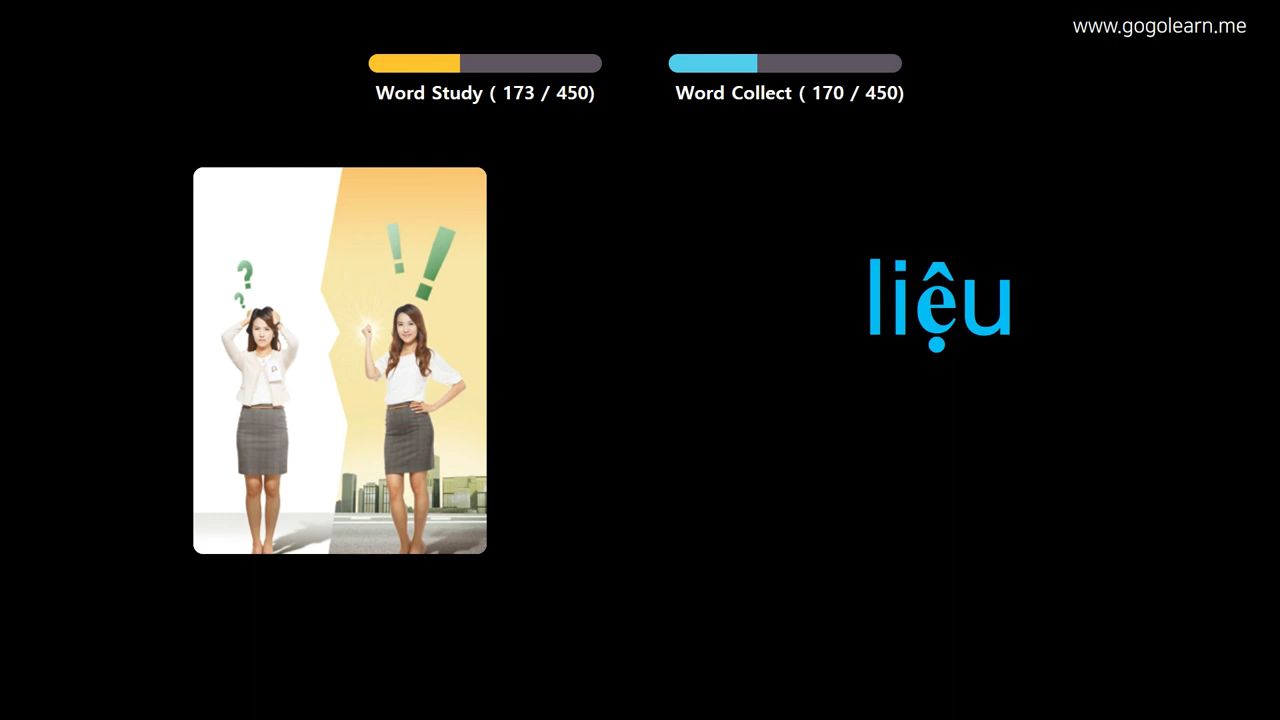 www.gogolearn.me
Word Study ( 173 / 450)
Word Collect ( 170 / 450)
? ?
! !
liệu